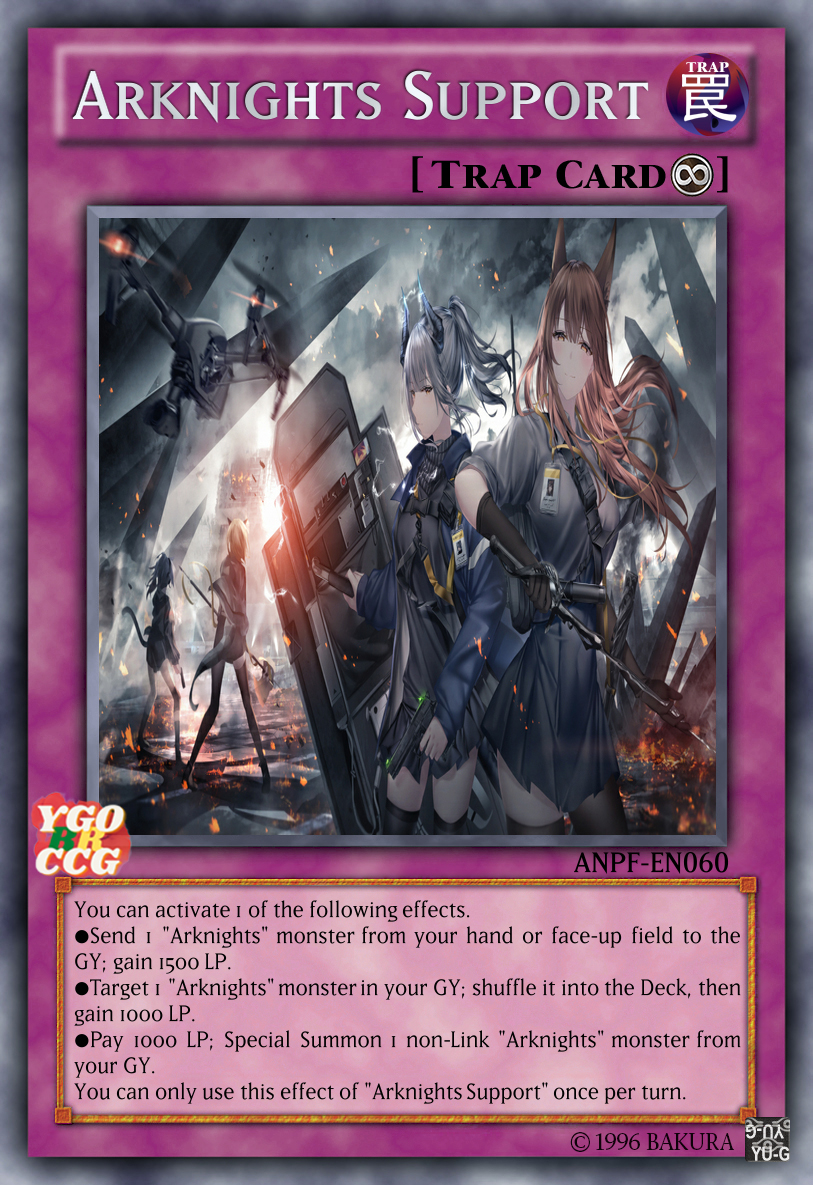 ARKNIGHTS SUPPORT
TRAP
罠
[TRAP CARD∞]
YGO
BR
CCG
ANPF-EN060
You can activate 1 of the following effects.
●Send 1 "Arknights" monster from your hand or face-up field to the
GY; gain 1500 LP.
●Target 1 "Arknights" monster in your GY; shuffle it into the Deck, then
gain 1000 LP.
●Pay 1000 LP; Special Summon 1 non-Link "Arknights" monster from
your GY.
You can only use this effect of "Arknights Support" once per turn.
© 1996 BAKURA
YU-G